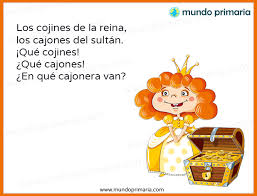 mundo primaria
Los cojines de la reina,
los cajones del sultán.
¡Qué cojines!
¿Qué cajones!
¿En qué cajonera van?
www.mundoprimaria.com